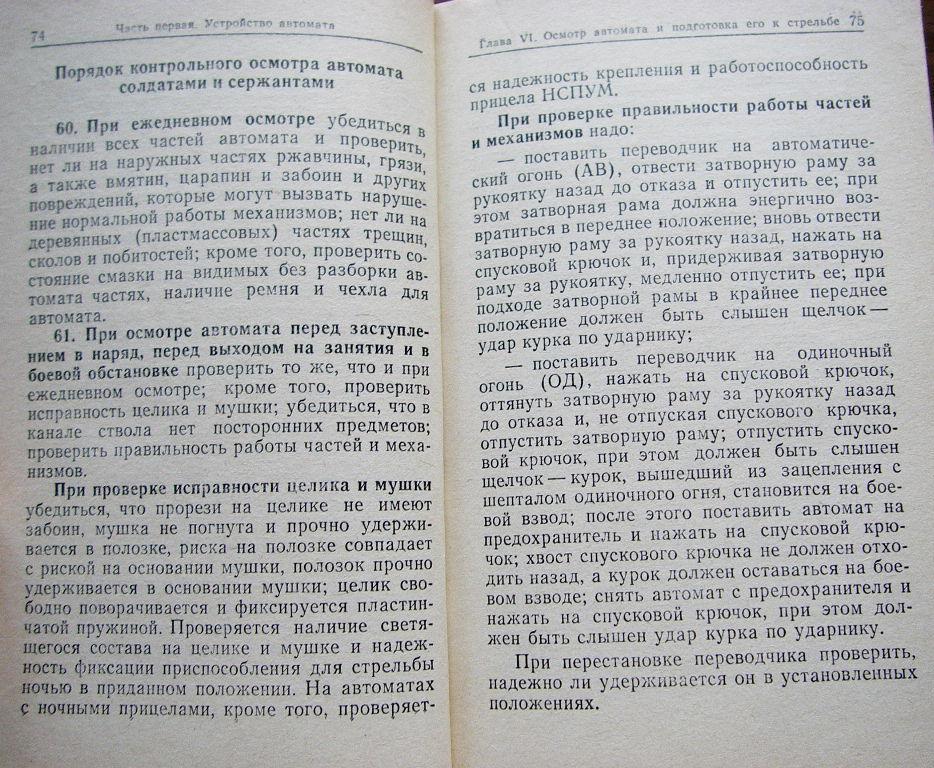 74
Часть первая. Устройство автомата
Порядок контрольного осмотра автомата
солдатами и сержантами
60. При ежедневном осмотре убедиться в
наличии всех частей автомата и проверить,
нет ли на наружных частях ржавчины, грязи,
а также вмятин, царапин и забоин и других
повреждений, которые могут вызвать наруше-
ние нормальной работы механизмов; нет ли на
деревянных (пластмассовых) частях трещин,
сколов и побитостей; кроме того, проверить со-
стояние смазки на видимых без разборки ав-
томата частях, наличие ремня и чехла для
автомата.
61. При осмотре автомата перед заступле-
нием в наряд, перед выходом на занятия и в
боевой обстановке проверить то же, что и при
ежедневном осмотре; кроме того, проверить
исправность целика и мушки; убедиться, что в
канале ствола нет посторонних предметов;
проверить правильность работы частей и меха-
низмов.
При проверке исправности целика и мушки
убедиться, что прорези на целике не имеют
забоин, мушка не погнута и прочно удержи-
вается в полозке, риска на полозке совпадает
с риской на основании мушки, полозок прочно
удерживается в основании мушки; целик сво-
бодно поворачивается и фиксируется пластин-
чатой пружиной. Проверяется наличие светя-
щегося состава на целике и мушке и надеж-
ность фиксации приспособления для стрельбы
ночью в приданном положении. На автоматах
с ночными прицелами, кроме того, проверяет-
Глава VI. Осмотр автомата и подготовка его к стрельбе 75
ся надежность крепления и работоспособность
прицела НСПУМ.
При проверке правильности работы частей
и механизмов надо:
— поставить переводчик на автоматиче-
ский огонь (АВ), отвести затворную раму за
рукоятку назад до отказа и отпустить ее; при
этом затворная рама должна энергично воз-
вратиться в переднее положение; вновь отвести
затворную раму за рукоятку назад, нажать на
спусковой крючок и, придерживая затворную
раму за рукоятку, медленно отпустить ее; при
подходе затворной рамы в крайнее переднее
положение должен быть слышен щелчок —
удар курка по ударнику;
— поставить переводчик на одиночный
огонь (ОД), нажать на спусковой крючок,
оттянуть затворную раму за рукоятку назад
до отказа и, не отпуская спускового крючка,
отпустить затворную раму; отпустить спуско-
вой крючок, при этом должен быть слышен
щелчок — курок, вышедший из зацепления с
шепталом одиночного огня, становится на бое-
вой взвод; после этого поставить автомат на
предохранитель и нажать на спусковой крю-
чок; хвост спускового крючка не должен отхо-
дить назад, а курок должен оставаться на бое-
вом взводе; снять автомат с предохранителя и
нажать на спусковой крючок, при этом дол-
жен быть слышен удар курка по ударнику.
При перестановке переводчика проверить,
надежно ли удерживается он в установленных
положениях.